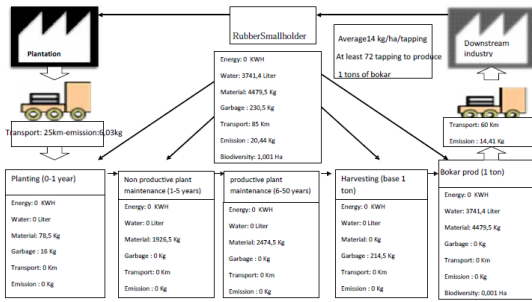 RubberSmallholder
Average14 kg/ha/tapping
At least 72 tapping to produce
1 tons of bokar
Plantation
Downstream
industry
Energy: 0 KWH
Water: 3741,4 Liter
Material: 4479,5 Kg
Garbage : 230,5 Kg
Transport: 85 Km
Emission : 20,44 Kg
Biodiversity: 1,001 Ha
Transport: 25km-emission:6,03kg
Transport: 60 Km
Emission : 14,41 Kg
Planting (0-1 year)
Energy: 0 KWH
Water: 0 Liter
Material: 78,5 Kg
Garbage : 16 Kg
Transport: 0 Km
Emission : 0 Kg
Non productive plant
maintenance (1-5 years)
Energy: 0 KWH
Water: 0 Liter
Material: 1926,5 Kg
Garbage : 0 Kg
Transport: 0 Km
Emission : 0 Kg
productive plant
maintenance (6-50 years)
Energy: 0 KWH
Water: 0 Liter
Material: 2474,5 Kg
Garbage : 0 Kg
Transport: 0 Km
Emission : 0 Kg
Harvesting (base 1
ton)
Energy: 0 KWH
Water: 0 Liter
Material: 0 Kg
Garbage : 214,5 Kg
Transport: 0 Km
Emission : 0 Kg
Bokar prod (1 ton)
Energy: 0 KWH
Water: 3741,4 Liter
Material: 4479,5 Kg
Garbage : 0 Kg
Transport: 0 Km
Emission : 0 Kg
Biodiversity: 0,001 Ha